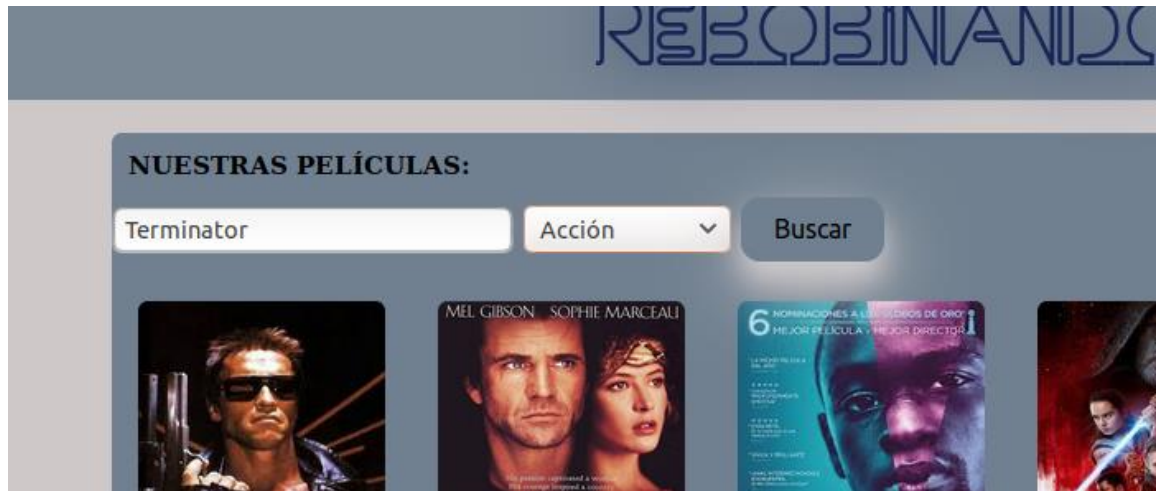 REBOBINANDO
NUESTRAS PELÍCULAS:
Terminator
Acción
Buscar
MEL GIBSON SOPHIE MARCEAU
6 NOMINACIONES A LOS GLOBOS DE ORO
MEJOR PELÍCULA Y MEJOR DIRECTOR